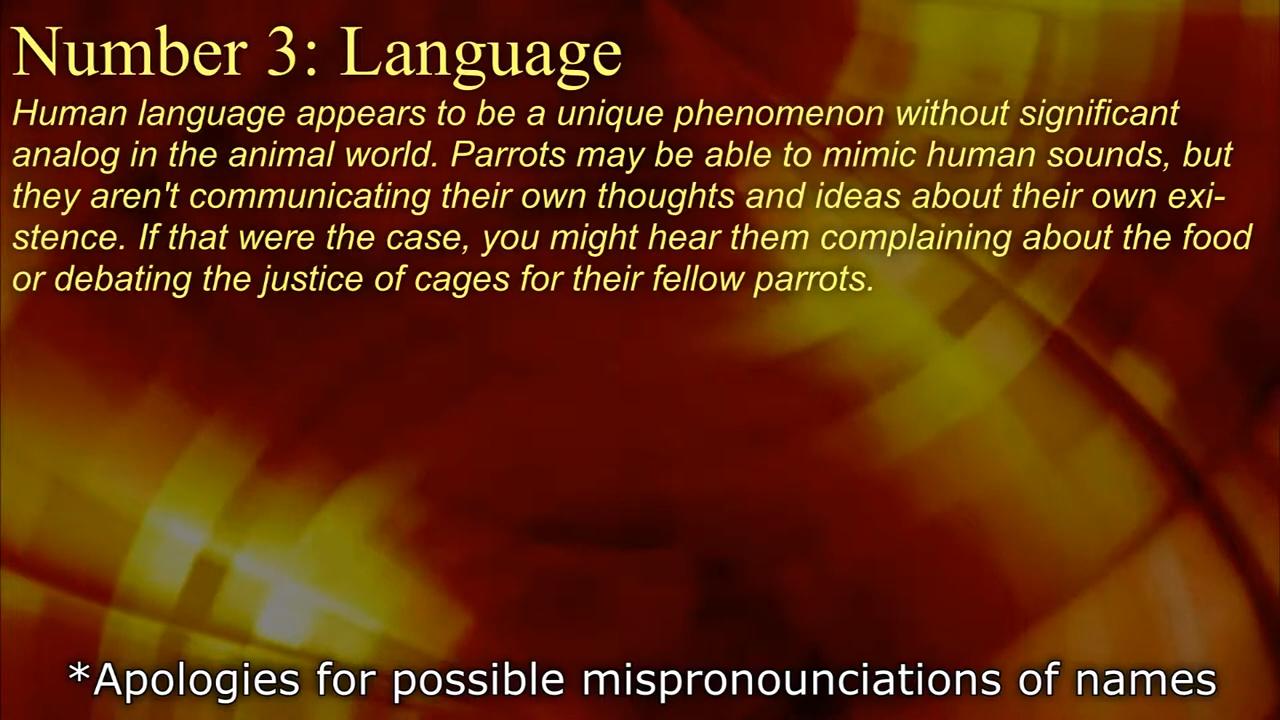 Number 3: Language
Human language appears to be a unique phenomenon without significant
analog in the animal world. Parrots may be able to mimic human sounds, but
they aren't communicating their own thoughts and ideas about their own exi-
stence. If that were the case, you might hear them complaining about the food
or debating the justice of cages for their fellow parrots.
*Apologies for possible mispronounciations of names